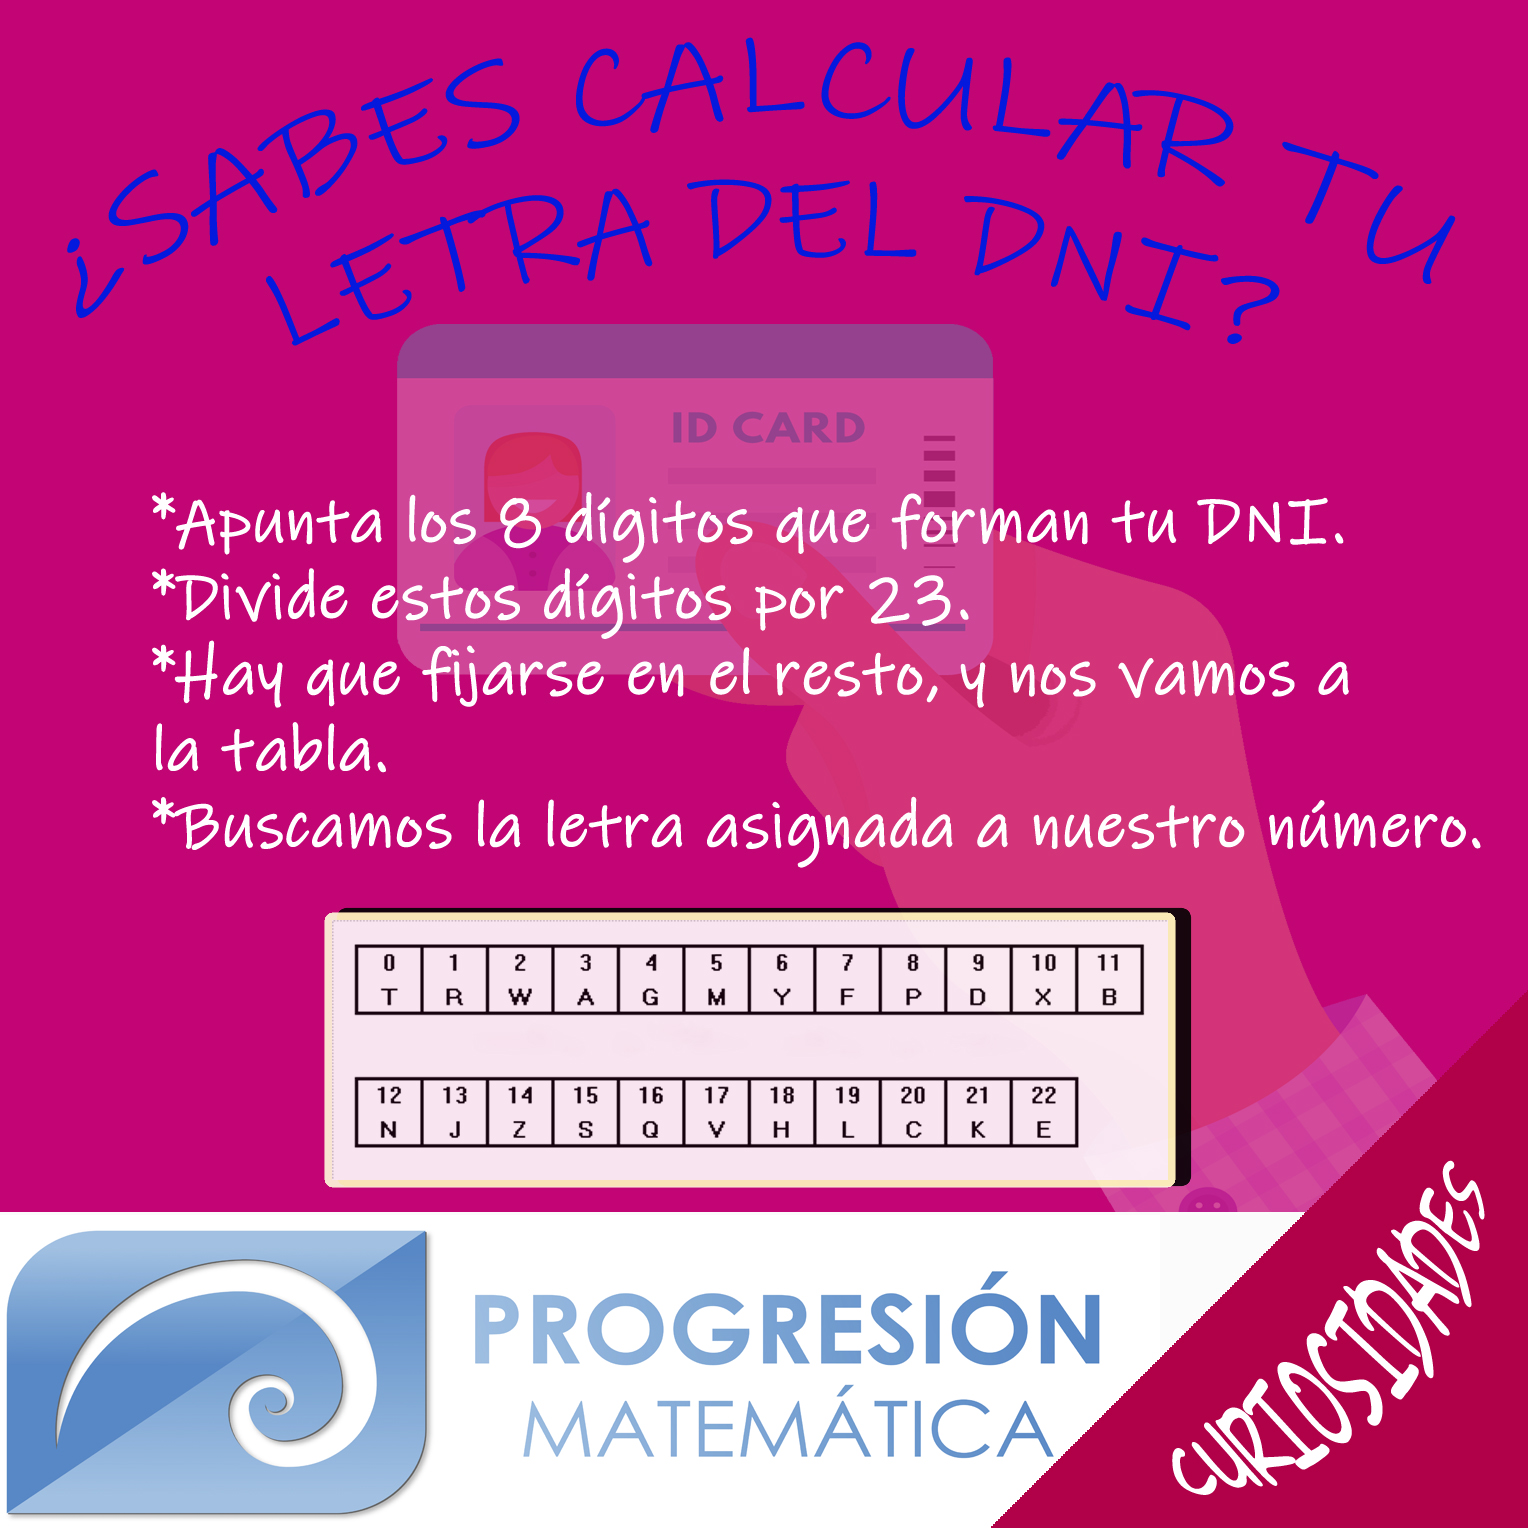 ¿SABES CALCULAR TU
LETRA DEL DNI?
ID CARD
*Apunta los 8 dígitos que forman tu DNI.
*Divide estos dígitos por 23.
*Hay que fijarse en el resto, y nos vamos a
la tabla.
*Buscamos la letra asignada a nuestro número.
0 1 2 3 4 5 6 7 8 9 10 11
T R W A G M Y F P D X B
12 13 14 15 16 17 18 19 20 21 22
N J Z S Q V H L C K E
PROGRESIÓN
MATEMÁTICA
CURIOSIDADES